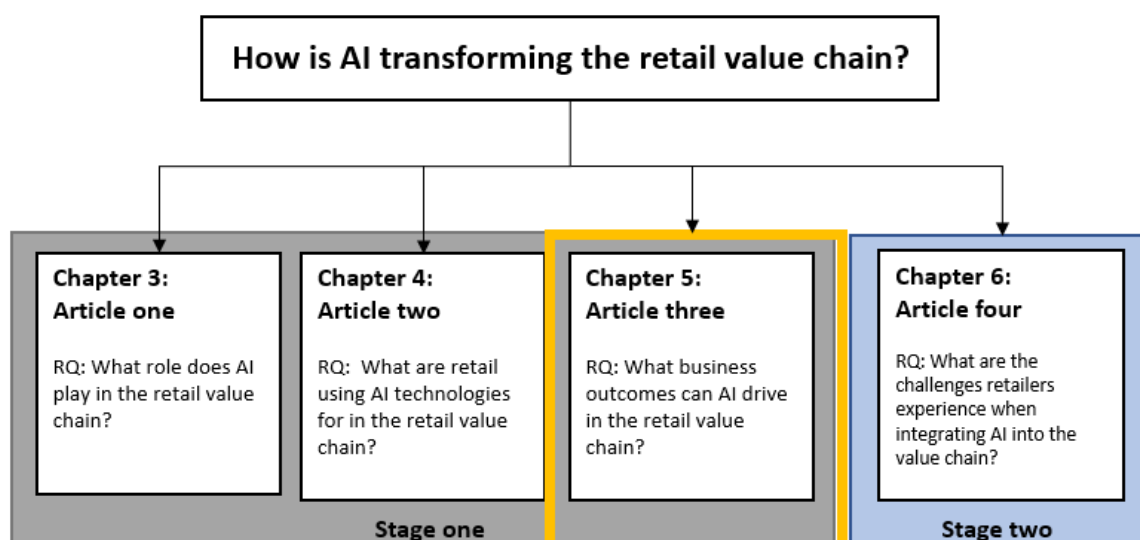 How is AI transforming the retail value chain?
Chapter 3:
Article one
RQ: What role does AI
play in the retail value
chain?
Chapter 4:
Article two
RQ:  What are retail
using AI technologies
for in the retail value
chain?
Chapter 5:
Article three
RQ: What business
outcomes can AI drive
in the retail value
chain?
Chapter 6:
Article four
RQ: What are the
challenges retailers
experience when
integrating AI into the
value chain?
Stage one
Stage two